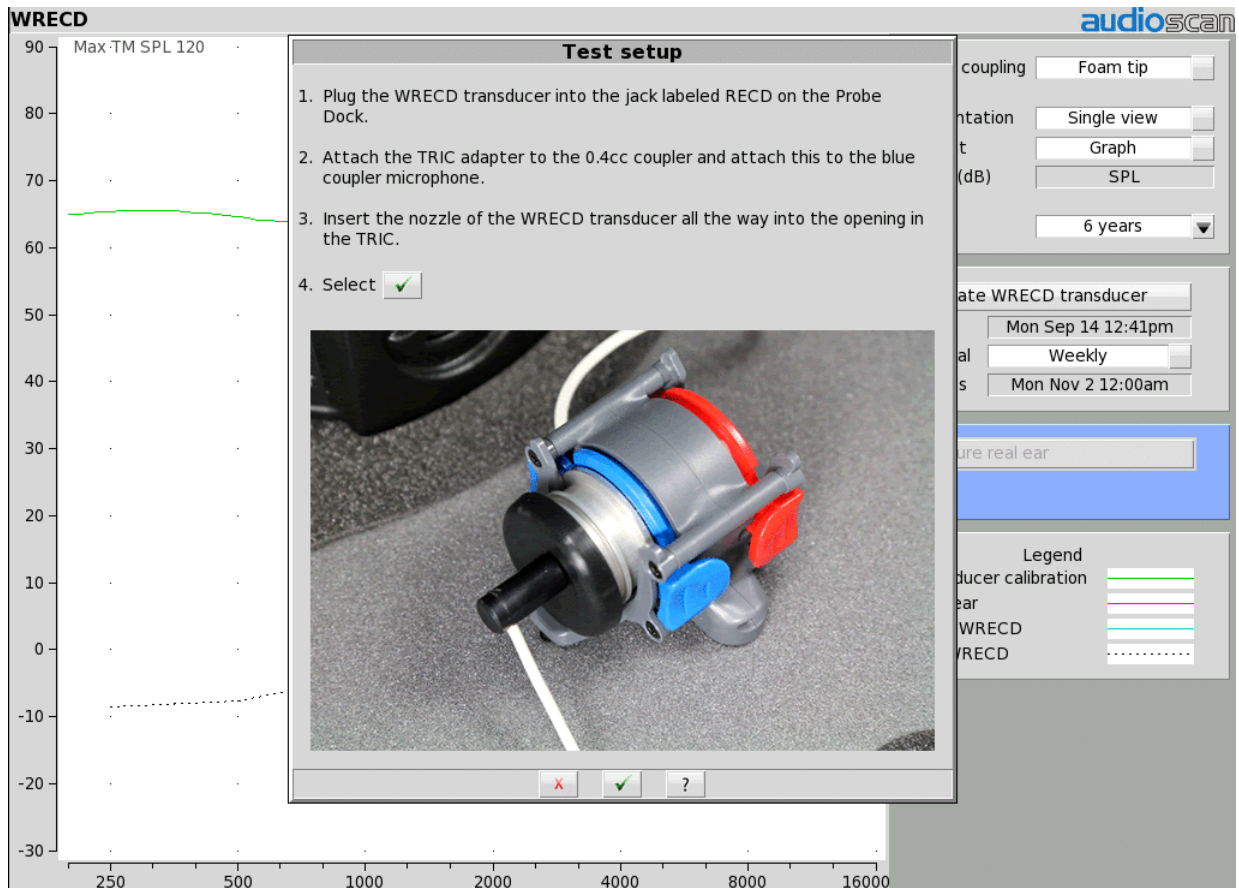 WRECD
audioscan
Max TM SPL 120
90
80
70
60
50
40
30
20
10
0
-10
-20
-30
250 500 1000 2000 4000 8000 16000
Test setup
1. Plug the WRECD transducer into the jack labeled RECD on the Probe
Dock.
2. Attach the TRIC adapter to the 0.4cc coupler and attach this to the blue
coupler microphone.
3. Insert the nozzle of the WRECD transducer all the way into the opening in
the TRIC.
4. Select
X ?
coupling Foam tip
ntation Single view
t Graph
(dB) SPL
6 years
ate WRECD transducer
Mon Sep 14 12:41pm
al Weekly
s Mon Nov 2 12:00am
ure real ear
Legend
ducer calibration
ear
WRECD
WRECD